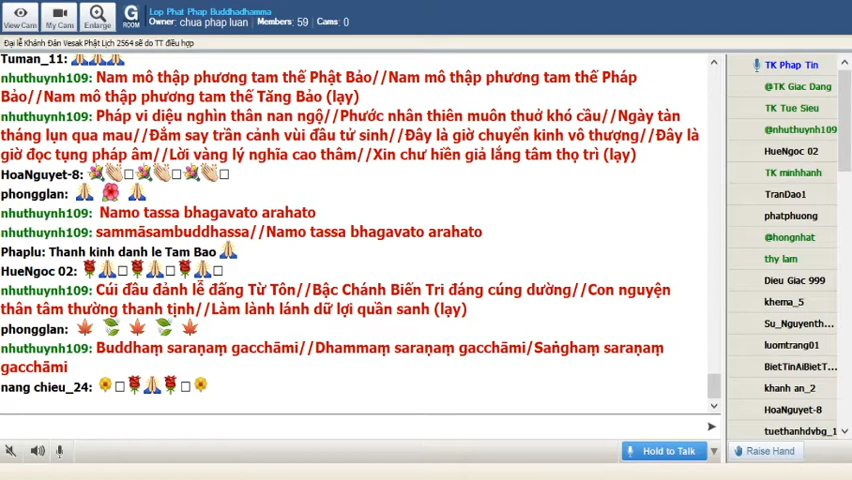 View Cam
My Cam
Enlarge
G
ROOM
Lop Phat Phap Buddhadhamma
Owner: chua phap luan Members: 59 Cams: 0
Đại lễ Khánh Đản Vesak Phật Lịch 2564 sẽ do TT điều hợp
Tuman_11:
nhuthuynh109: Nam mô thập phương tam thế Phật Bảo//Nam mô thập phương tam thế Pháp
Bảo//Nam mô thập phương tam thế Tăng Bảo (lạy)
nhuthuynh109: Pháp vi diệu nghìn thân nan ngộ//Phước nhân thiên muôn thuở khó cầu//Ngày tàn
tháng lụn qua mau//Đắm say trần cảnh vùi đầu tử sinh//Đây là giờ chuyển kinh vô thượng//Đây là
giờ đọc tụng pháp âm//Lời vàng lý nghĩa cao thâm//Xin chư hiền giả lắng tâm thọ trì (lạy)
HoaNguyet-8:
phongglan:
nhuthuynh109: Namo tassa bhagavato arahato
nhuthuynh109: sammāsambuddhassa//Namo tassa bhagavato arahato
Phaplu: Thanh kinh danh le Tam Bao
HueNgoc 02:
nhuthuynh109: Cúi đầu đảnh lễ đấng Từ Tôn//Bậc Chánh Biến Tri đáng cúng dường//Con nguyện
thân tâm thường thanh tịnh//Làm lành lánh dữ lợi quần sanh (lạy)
phongglan:
nhuthuynh109: Buddhaṃ saraṇaṃ gacchāmi//Dhammaṃ saraṇaṃ gacchāmi/Saṅghaṃ saraṇaṃ
gacchāmi
nang chieu_24:
TK Phap Tin
@TK Giac Dang
TK Tue Sieu
@nhuthuynh109
HueNgoc 02
TK minhhanh
TranDao1
phatphuong
@hongnhat
thy lam
Dieu Giac 999
khema_5
Su_Nguyenth...
luomtrang01
BietTinAiBietT...
khanh an_2
HoaNguyet-8
tuethanhdvbg_1
Hold to Talk
Raise Hand